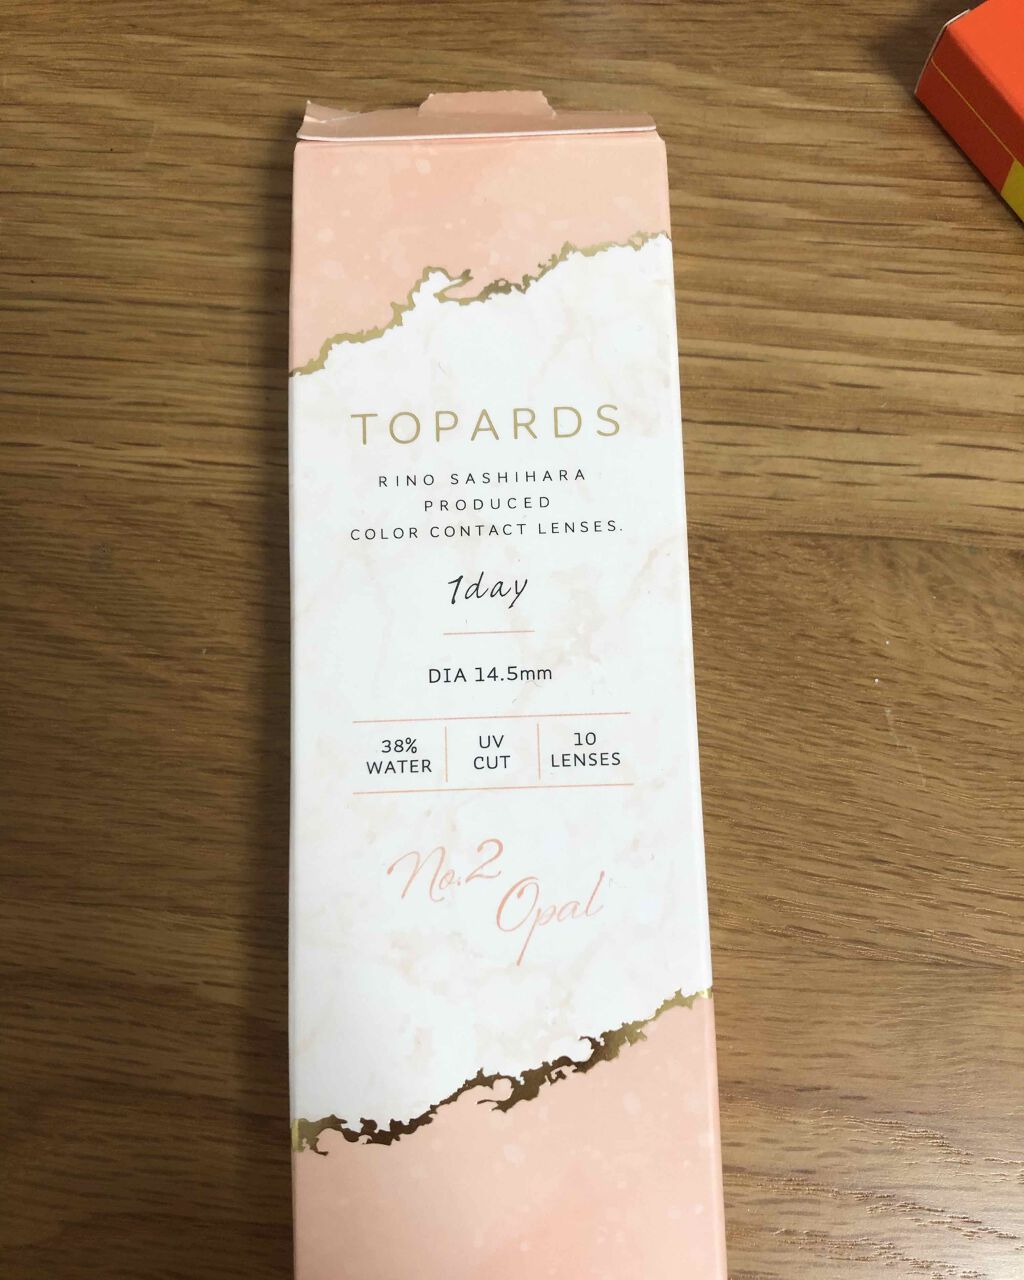 TOPARDS
RINO SASHIHARA
PRODUCED
COLOR CONTACT LENSES.
1day
DIA 14.5mm
38%
WATER
UV
CUT
10
LENSES
No.2
Opal